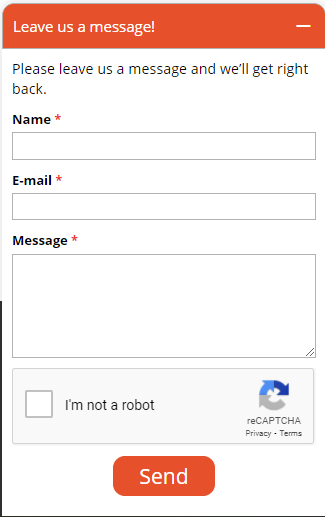 Leave us a message!
Please leave us a message and we'll get right
back.
Name *
E-mail *
Message *
I'm not a robot
reCAPTCHA
Privacy - Terms
Send